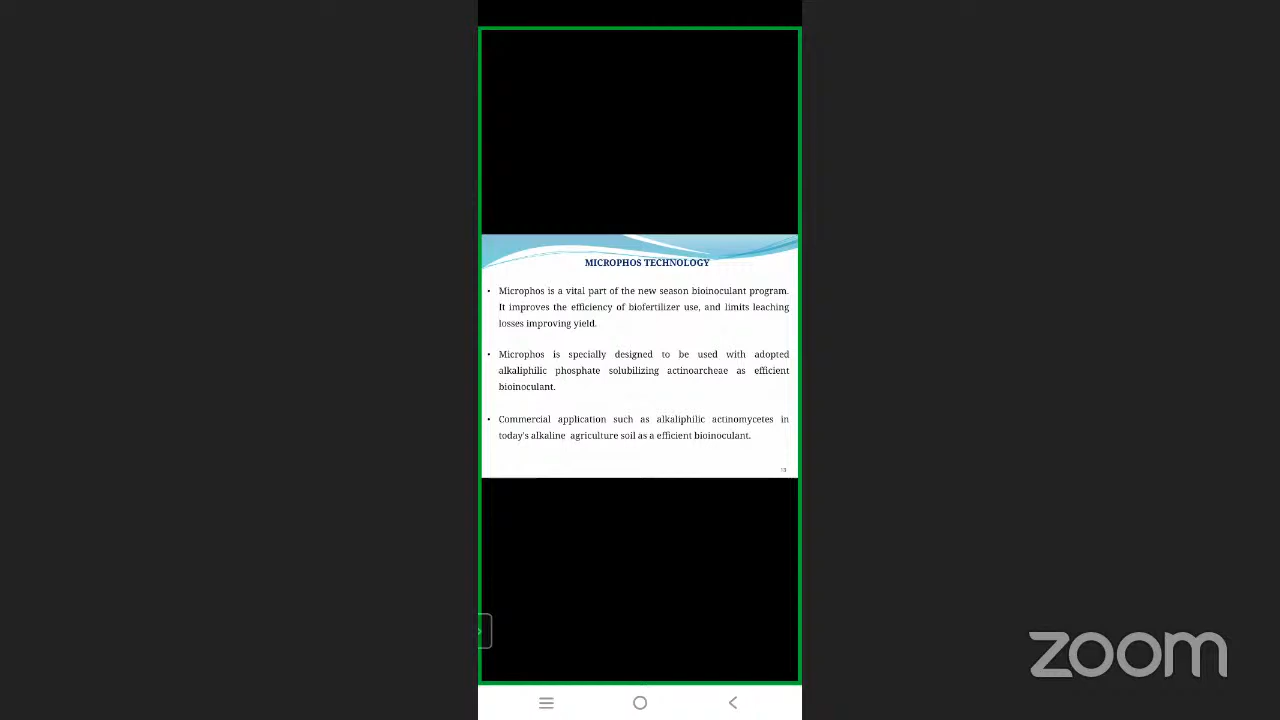 MICROPHOS TECHNOLOGY
• Microphos is a vital part of the new season bioinoculant program.
It improves the efficiency of biofertilizer use, and limits leaching
losses improving yield.
• Microphos is specially designed to be used with adopted
alkaliphilic phosphate solubilizing actinoarcheae as efficient
bioinoculant.
• Commercial application such as alkaliphilic actinomycetes in
today's alkaline agriculture soil as a efficient bioinoculant.
zoom